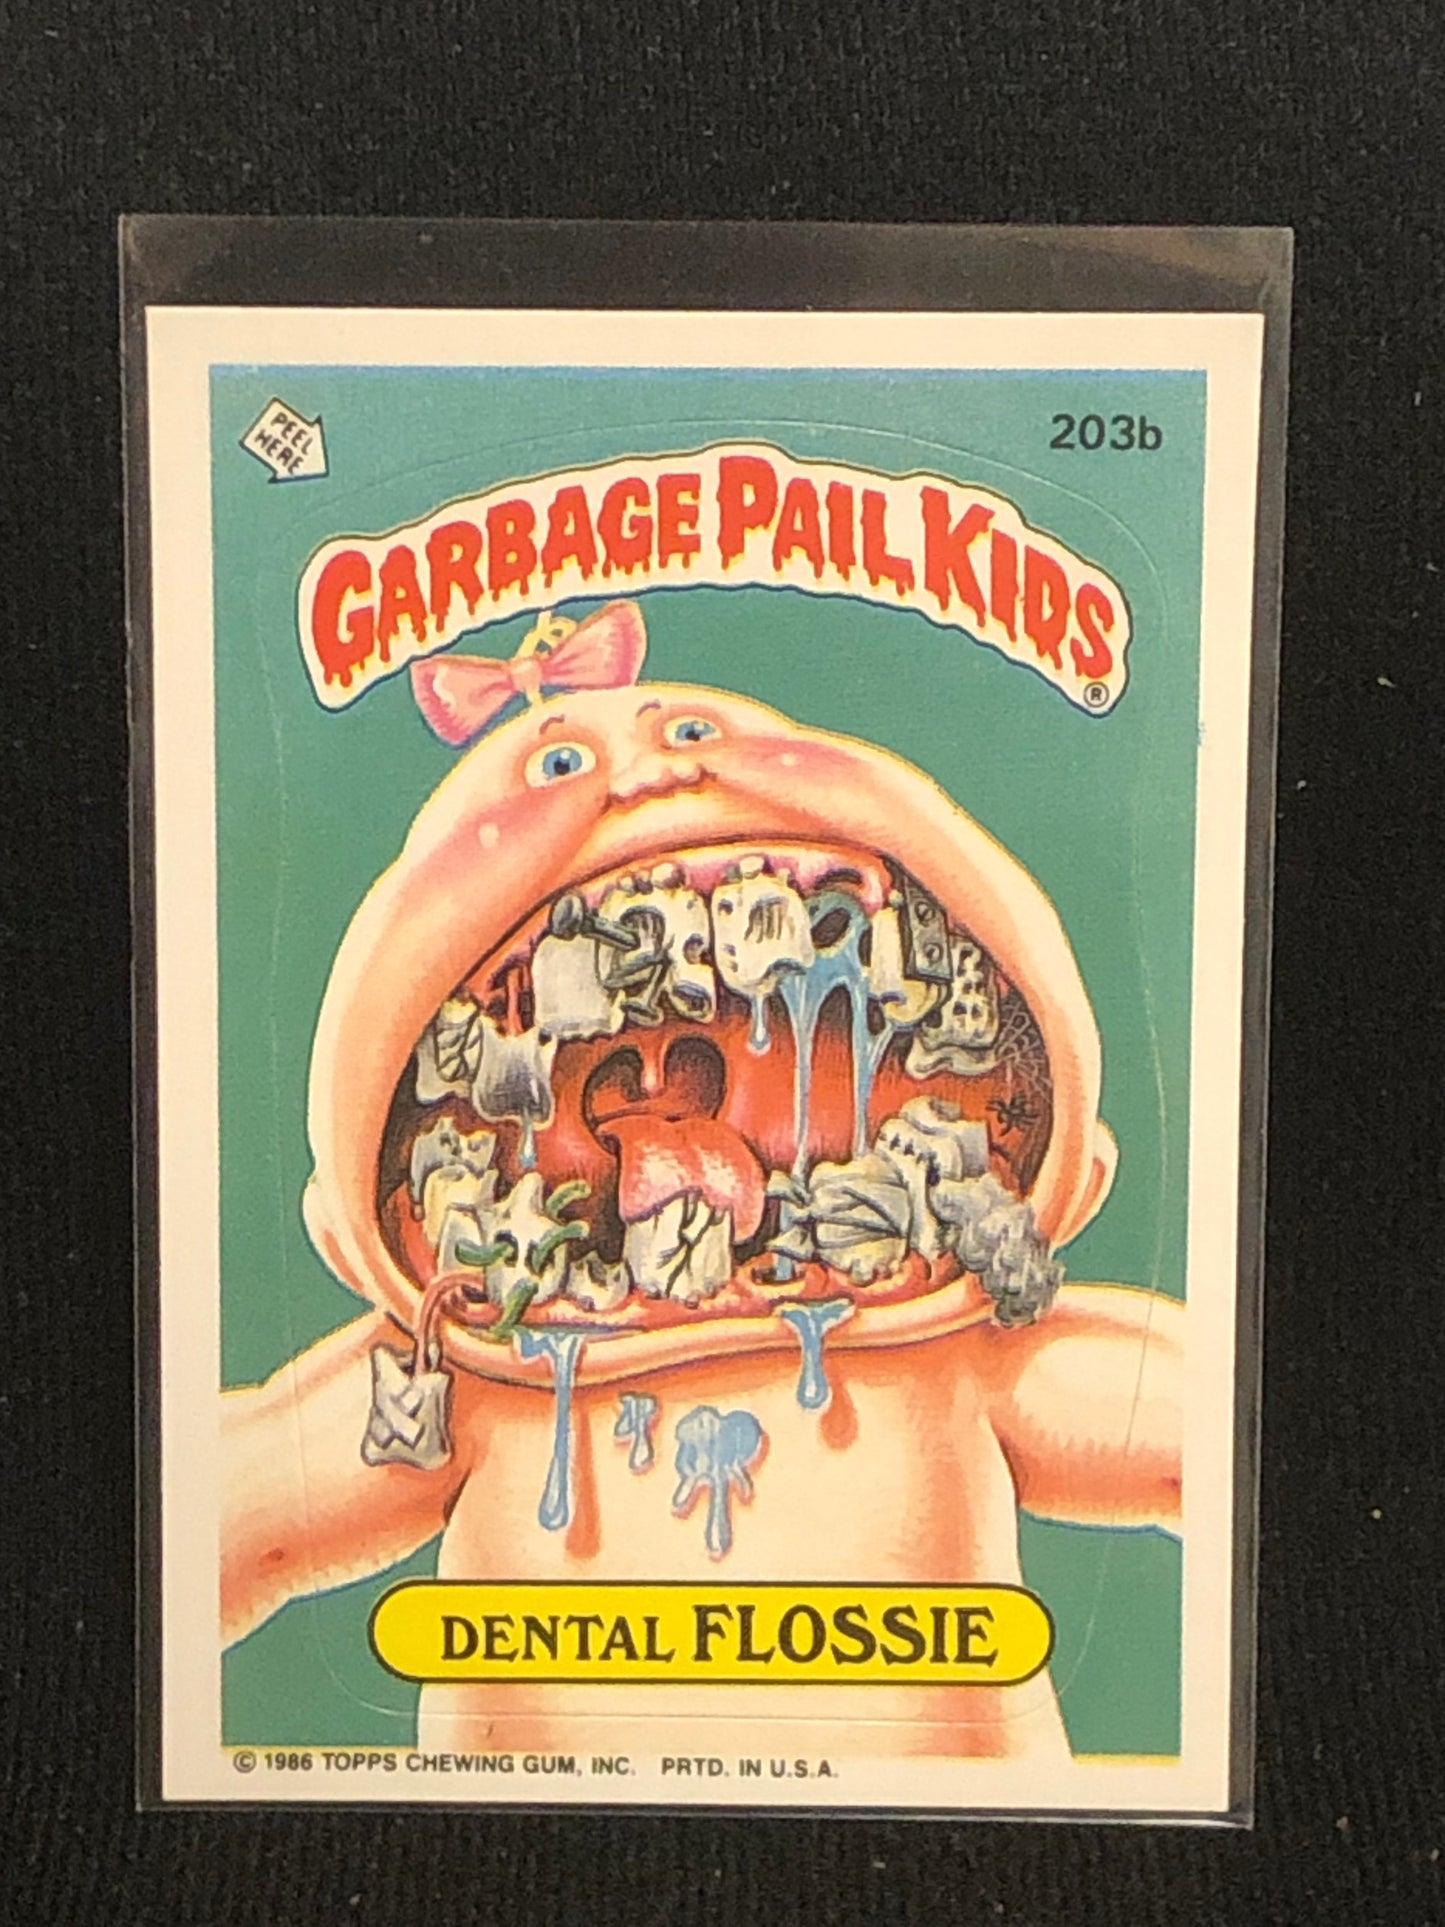 PEEL
HERE
203b
GARBAGE PAIL KIDS
®
DENTAL FLOSSIE
© 1986 TOPPS CHEWING GUM, INC. PRTD. IN U.S.A.